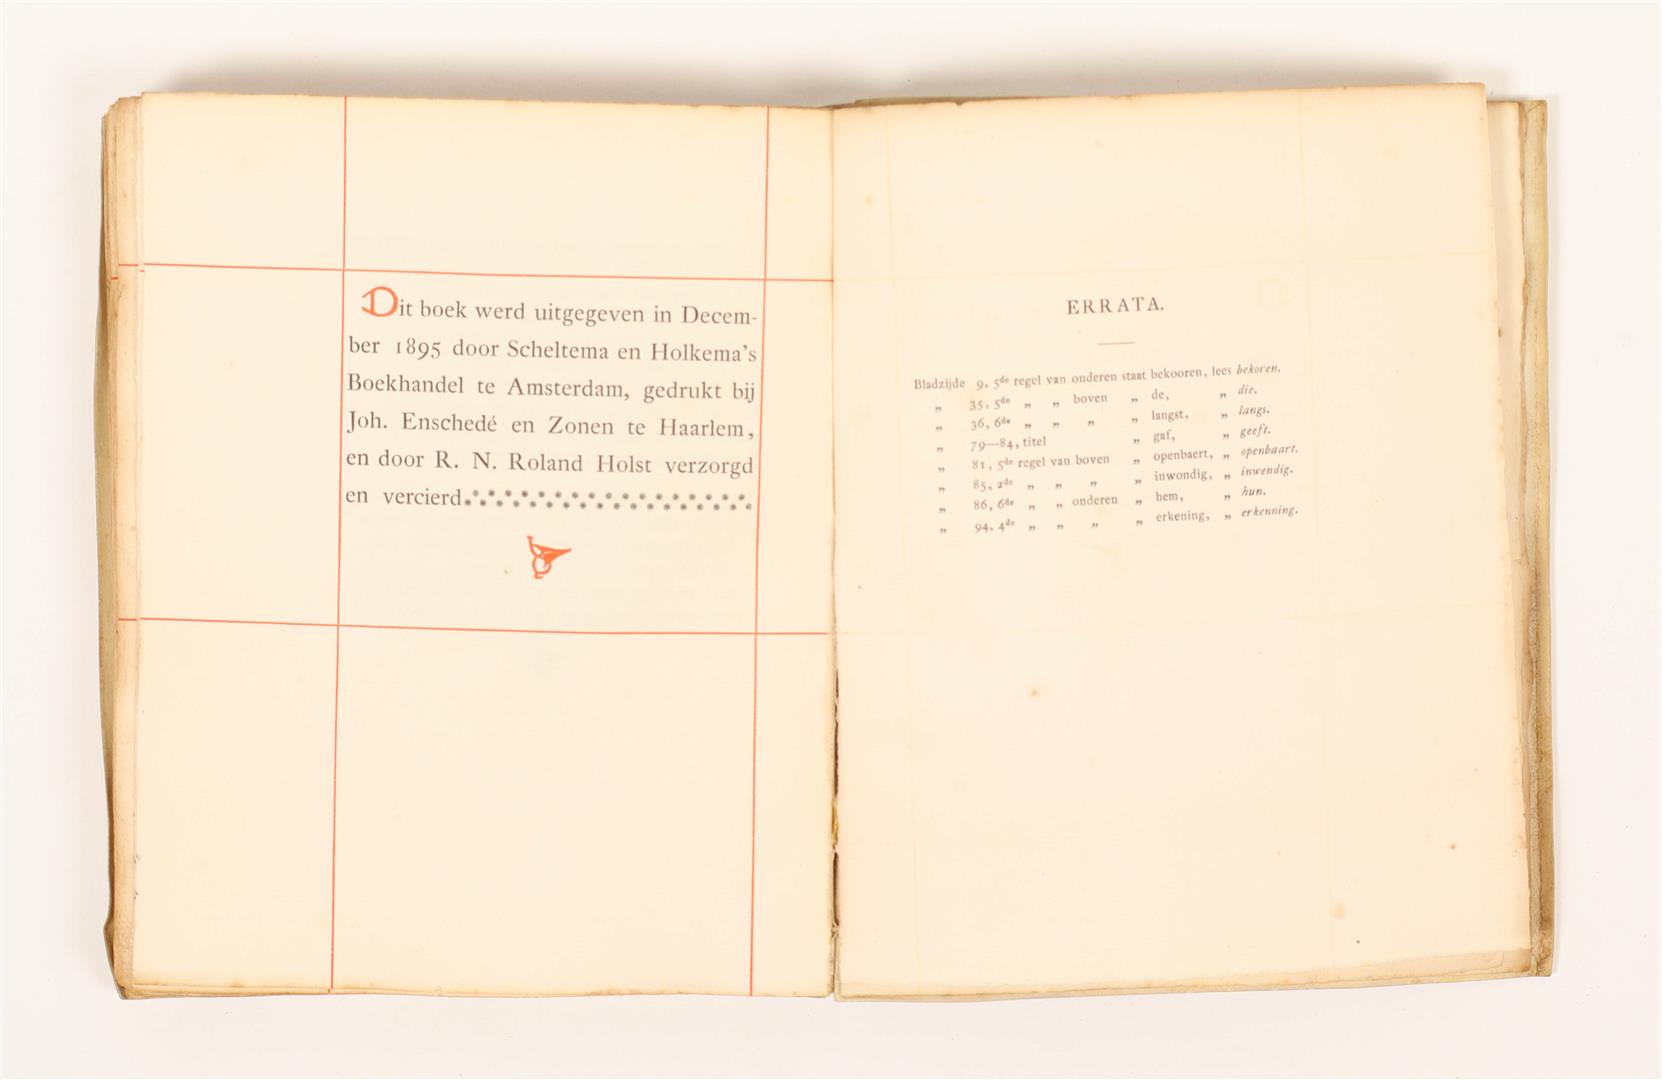 Dit boek werd uitgegeven in Decem-
ber 1895 door Scheltema en Holkema's
Boekhandel te Amsterdam, gedrukt bij
Joh. Enschedé en Zonen te Haarlem,
en door R. N. Roland Holst verzorgd
en vercierd
ERRATA.
Bladzijde 9, 5de regel van onderen staat bekooren, lees bekoren.
„ 35, 5de „ „ boven „ de, „ die.
„ 36, 6de „ „ „ „ langst, „ langs.
„ 79—84, titel „ gaf, „ geeft.
„ 81, 5de regel van boven „ openbaert, „ openbaart.
„ 85, 2de „ „ „ „ inwondig, „ inwendig.
„ 86, 6de „ „ onderen „ hem, „ hun.
„ 94, 4de „ „ „ „ erkening, „ erkenning.